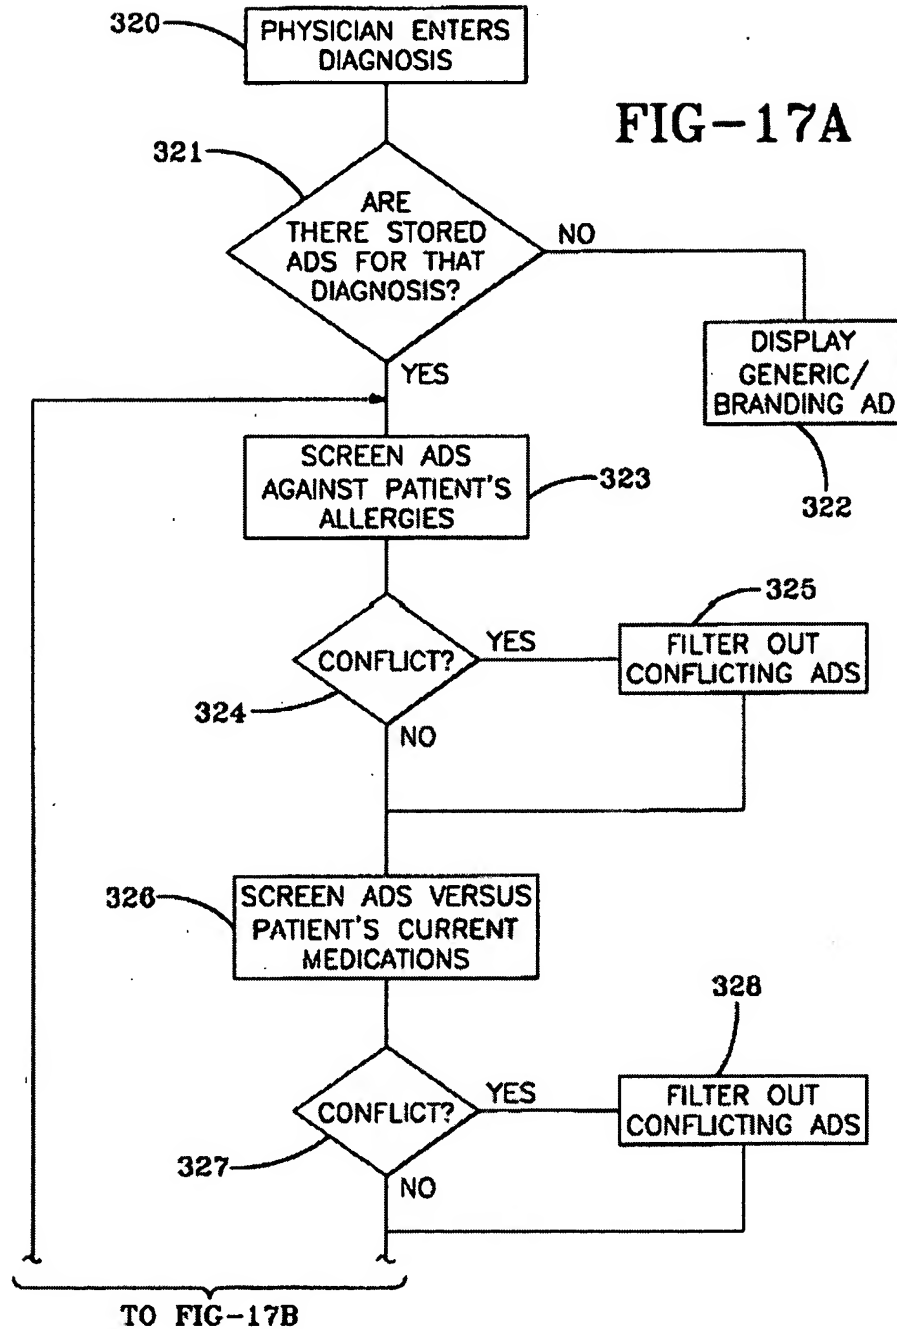 320
PHYSICIAN ENTERS
DIAGNOSIS
FIG-17A
321
ARE
THERE STORED
ADS FOR THAT
DIAGNOSIS?
NO
YES
DISPLAY
GENERIC/
BRANDING AD
322
SCREEN ADS
AGAINST PATIENT'S
ALLERGIES
323
CONFLICT?
324
YES
NO
325
FILTER OUT
CONFLICTING ADS
326
SCREEN ADS VERSUS
PATIENT'S CURRENT
MEDICATIONS
CONFLICT?
327
YES
NO
328
FILTER OUT
CONFLICTING ADS
TO FIG-17B